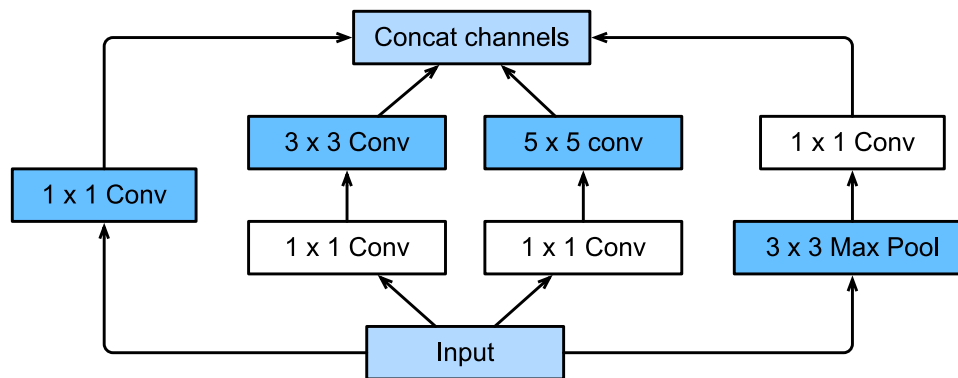 Concat channels
3 x 3 Conv
5 x 5 conv
1 x 1 Conv
1 x 1 Conv
1 x 1 Conv
1 x 1 Conv
3 x 3 Max Pool
Input